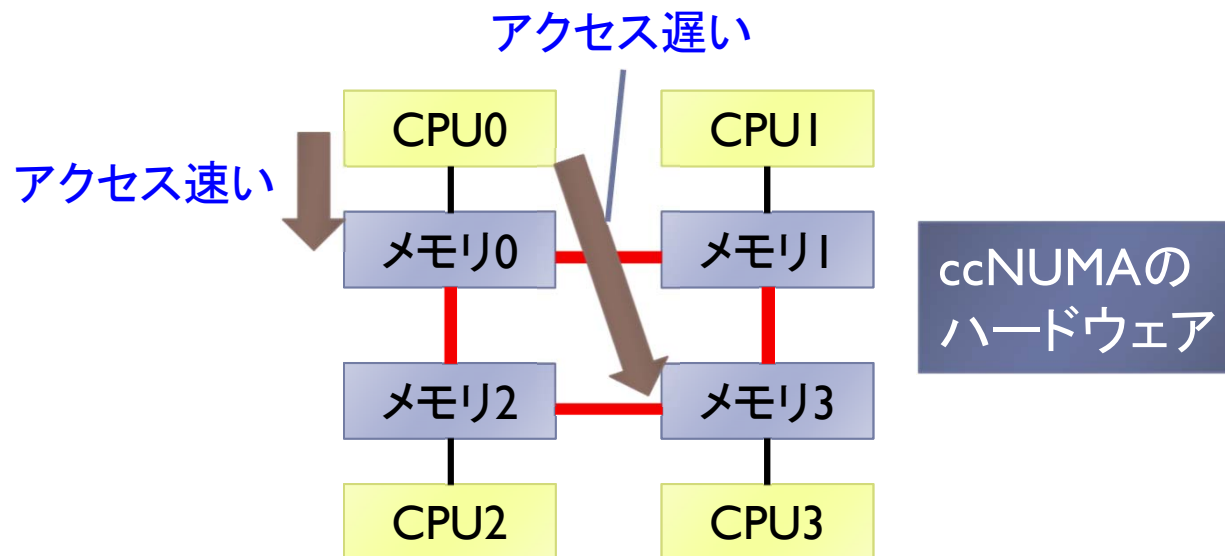 アクセス遅い
CPU0
CPU1
アクセス速い
メモリ0
メモリ1
ccNUMAの
ハードウェア
メモリ2
メモリ3
CPU2
CPU3